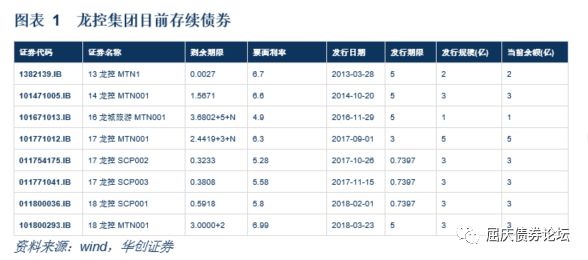 图表 1 龙控集团目前存续债券
证券代码 证券名称 剩余期限 票面利率 发行日期 发行期限 发行规模(亿) 当前余额(亿)
1382139.IB 13 龙控 MTN1 0.0027 6.7 2013-03-28 5 2 2
101471005.IB 14 龙控 MTN001 1.5671 6.6 2014-10-20 5 3 3
101671013.IB 16 龙城旅游 MTN001 3.6802+5+N 4.9 2016-11-29 5 1 1
101771012.IB 17 龙控 MTN001 2.4419+3+N 6.3 2017-09-01 3 5 5
011754175.IB 17 龙控 SCP002 0.3233 5.28 2017-10-26 0.7397 3 3
011771041.IB 17 龙控 SCP003 0.3808 5.58 2017-11-15 0.7397 3 3
011800036.IB 18 龙控 SCP001 0.5918 5.8 2018-02-01 0.7397 3 3
101800293.IB 18 龙控 MTN001 3.0000+2 6.99 2018-03-23 5 3 3
资料来源：wind，华创证券
屈庆债券论坛